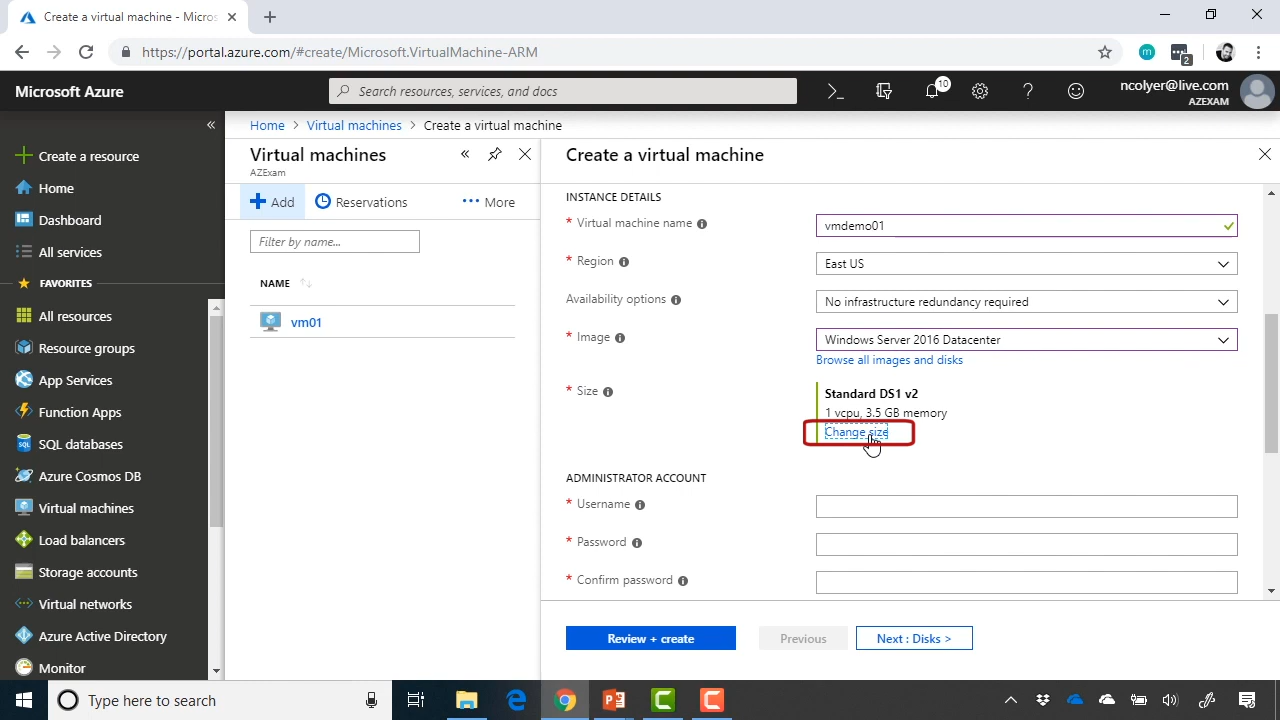 Create a virtual machine - Micros
https://portal.azure.com/#create/Microsoft.VirtualMachine-ARM
m
2
Microsoft Azure
Search resources, services, and docs
10
ncolyer@live.com
AZEXAM
Create a resource
Home
Dashboard
All services
FAVORITES
All resources
Resource groups
App Services
Function Apps
SQL databases
Azure Cosmos DB
Virtual machines
Load balancers
Storage accounts
Virtual networks
Azure Active Directory
Monitor
Home > Virtual machines > Create a virtual machine
Virtual machines
AZExam
Add Reservations More
Filter by name...
NAME
vm01
Create a virtual machine
INSTANCE DETAILS
* Virtual machine name vmdemo01
* Region East US
Availability options No infrastructure redundancy required
* Image Windows Server 2016 Datacenter
Browse all images and disks
* Size Standard DS1 v2
1 vcpu, 3.5 GB memory
Change size
ADMINISTRATOR ACCOUNT
* Username
* Password
* Confirm password
Review + create Previous Next : Disks >
Type here to search